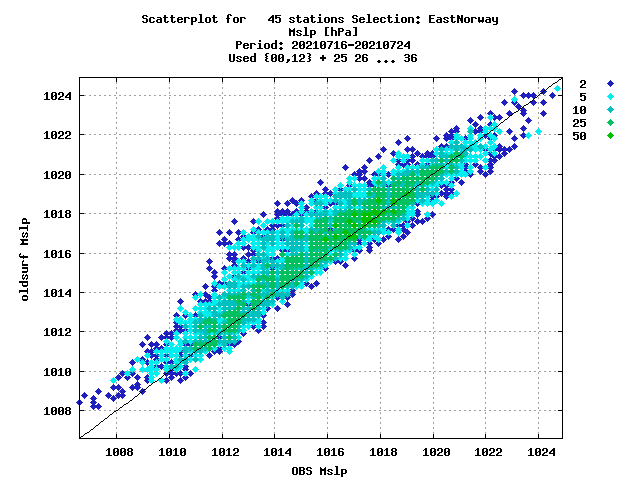 Scatterplot for 45 stations Selection: EastNorway
Mslp [hPa]
Period: 20210716-20210724
Used {00,12} + 25 26 ... 36
2
5
10
25
50
1024
1022
1020
1018
1016
1014
1012
1010
1008
oldsurf Mslp
1008 1010 1012 1014 1016 1018 1020 1022 1024
OBS Mslp